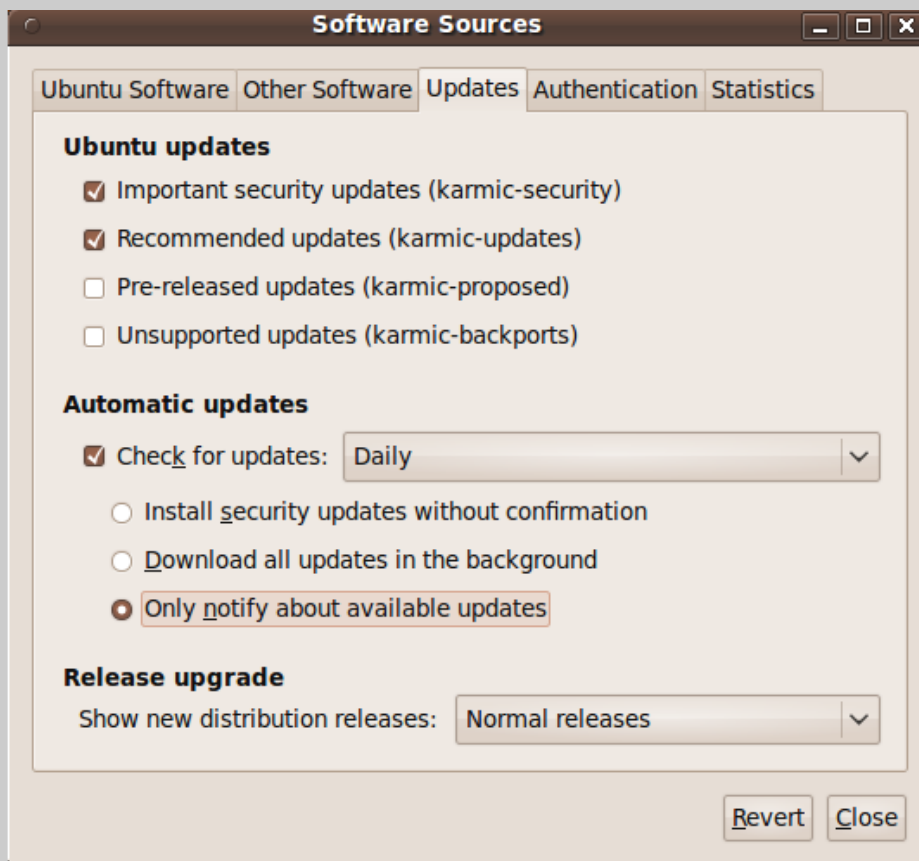 Software Sources
Ubuntu Software Other Software Updates Authentication Statistics
Ubuntu updates
Important security updates (karmic-security)
Recommended updates (karmic-updates)
Pre-released updates (karmic-proposed)
Unsupported updates (karmic-backports)
Automatic updates
Check for updates: Daily
Install security updates without confirmation
Download all updates in the background
Only notify about available updates
Release upgrade
Show new distribution releases: Normal releases
Revert Close